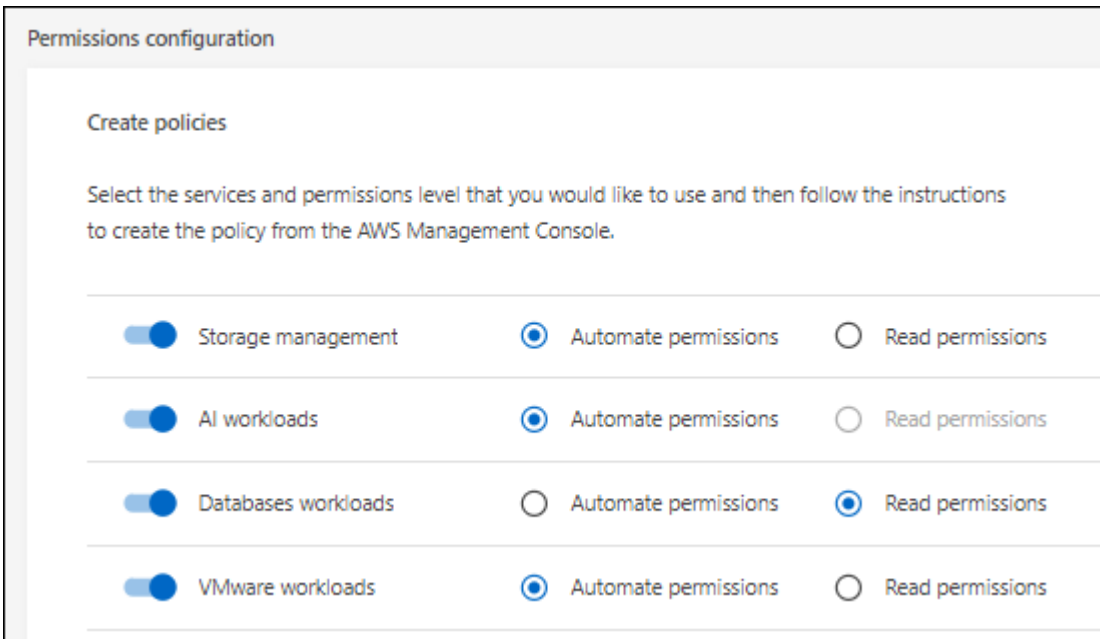 Permissions configuration
Create policies
Select the services and permissions level that you would like to use and then follow the instructions
to create the policy from the AWS Management Console.
Storage management Automate permissions Read permissions
AI workloads Automate permissions Read permissions
Databases workloads Automate permissions Read permissions
VMware workloads Automate permissions Read permissions